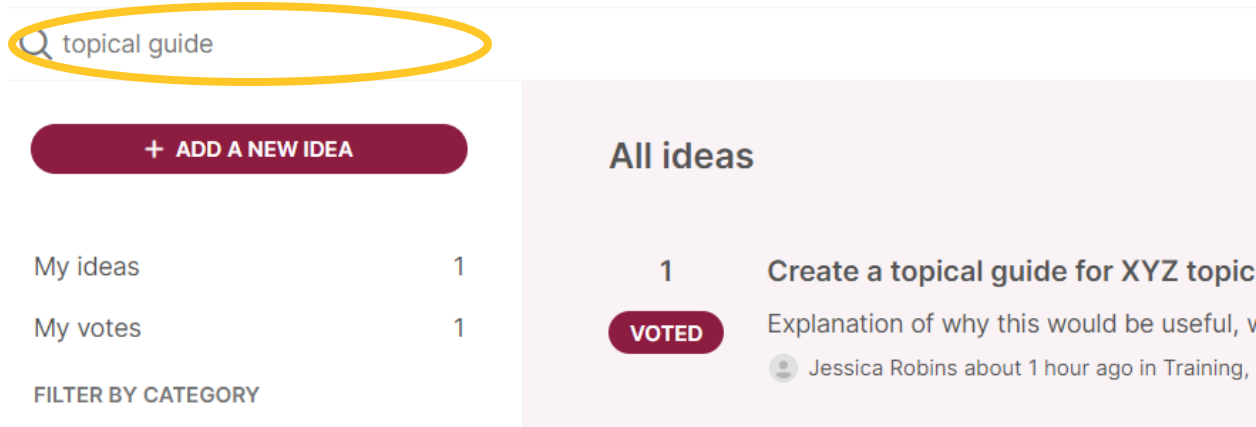 topical guide
+ ADD A NEW IDEA
My ideas 1
My votes 1
FILTER BY CATEGORY
All ideas
1
VOTED
Create a topical guide for XYZ topic
Explanation of why this would be useful,
Jessica Robins about 1 hour ago in Training,